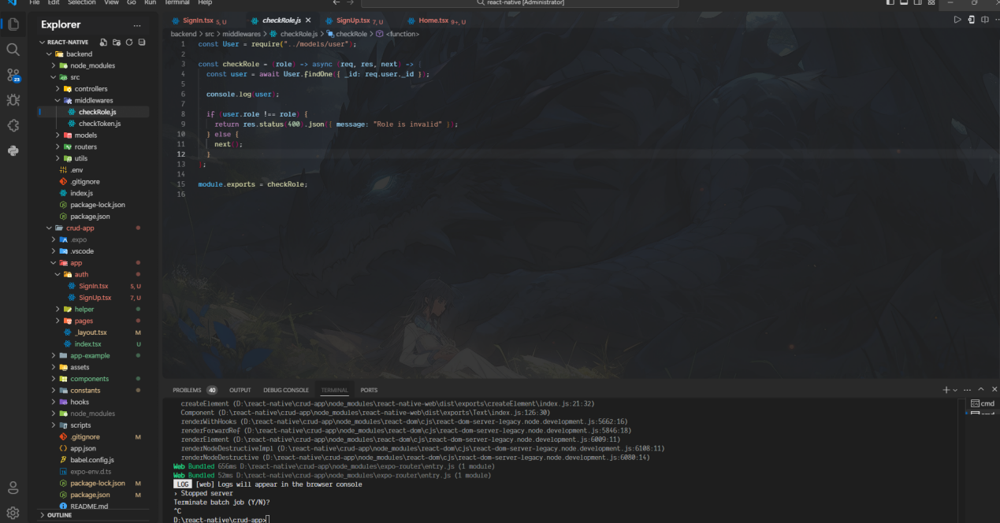 File Edit Selection View Go Run Terminal Help
react-native [Administrator]
Explorer
REACT-NATIVE
backend
node_modules
src
controllers
middlewares
checkRole.js
checkToken.js
models
routers
utils
.env
.gitignore
index.js
package-lock.json
package.json
crud-app
.expo
.vscode
app
auth
SignIn.tsx 5, U
SignUp.tsx 7, U
helper
pages
_layout.tsx M
index.tsx U
app-example
assets
components
constants
hooks
node_modules
scripts
.gitignore M
app.json
babel.config.js
expo-env.d.ts
package-lock.json M
package.json M
README.md
OUTLINE
23
SignIn.tsx 5, U
checkRole.js
SignUp.tsx 7, U
Home.tsx 9+, U
backend > src > middlewares > checkRole.js > checkRole > <function>
1 const User = require("../models/user");
2
3 const checkRole = (role) => async (req, res, next) => {
4 const user = await User.findOne({ _id: req.user._id });
5
6 console.log(user);
7
8 if (user.role !== role) {
9 return res.status(400).json({ message: "Role is invalid" });
10 } else {
11 next();
12 }
13 };
14
15 module.exports = checkRole;
16
PROBLEMS 40 OUTPUT DEBUG CONSOLE TERMINAL PORTS
createElement (D:\react-native\crud-app\node_modules\react-native-web\dist\exports\createElement\index.js:21:32)
Component (D:\react-native\crud-app\node_modules\react-native-web\dist\exports\Text\index.js:126:30)
renderWithHooks (D:\react-native\crud-app\node_modules\react-dom\cjs\react-dom-server-legacy.node.development.js:5662:16)
renderForwardRef (D:\react-native\crud-app\node_modules\react-dom\cjs\react-dom-server-legacy.node.development.js:5846:18)
renderElement (D:\react-native\crud-app\node_modules\react-dom\cjs\react-dom-server-legacy.node.development.js:6009:11)
renderNodeDestructiveImpl (D:\react-native\crud-app\node_modules\react-dom\cjs\react-dom-server-legacy.node.development.js:6108:11)
renderNodeDestructive (D:\react-native\crud-app\node_modules\react-dom\cjs\react-dom-server-legacy.node.development.js:6080:14)
Web Bundled 656ms D:\react-native\crud-app\node_modules\expo-router\entry.js (1 module)
Web Bundled 52ms D:\react-native\crud-app\node_modules\expo-router\entry.js (1 module)
LOG [web] Logs will appear in the browser console
› Stopped server
Terminate batch job (Y/N)?
^C
D:\react-native\crud-app>
cmd